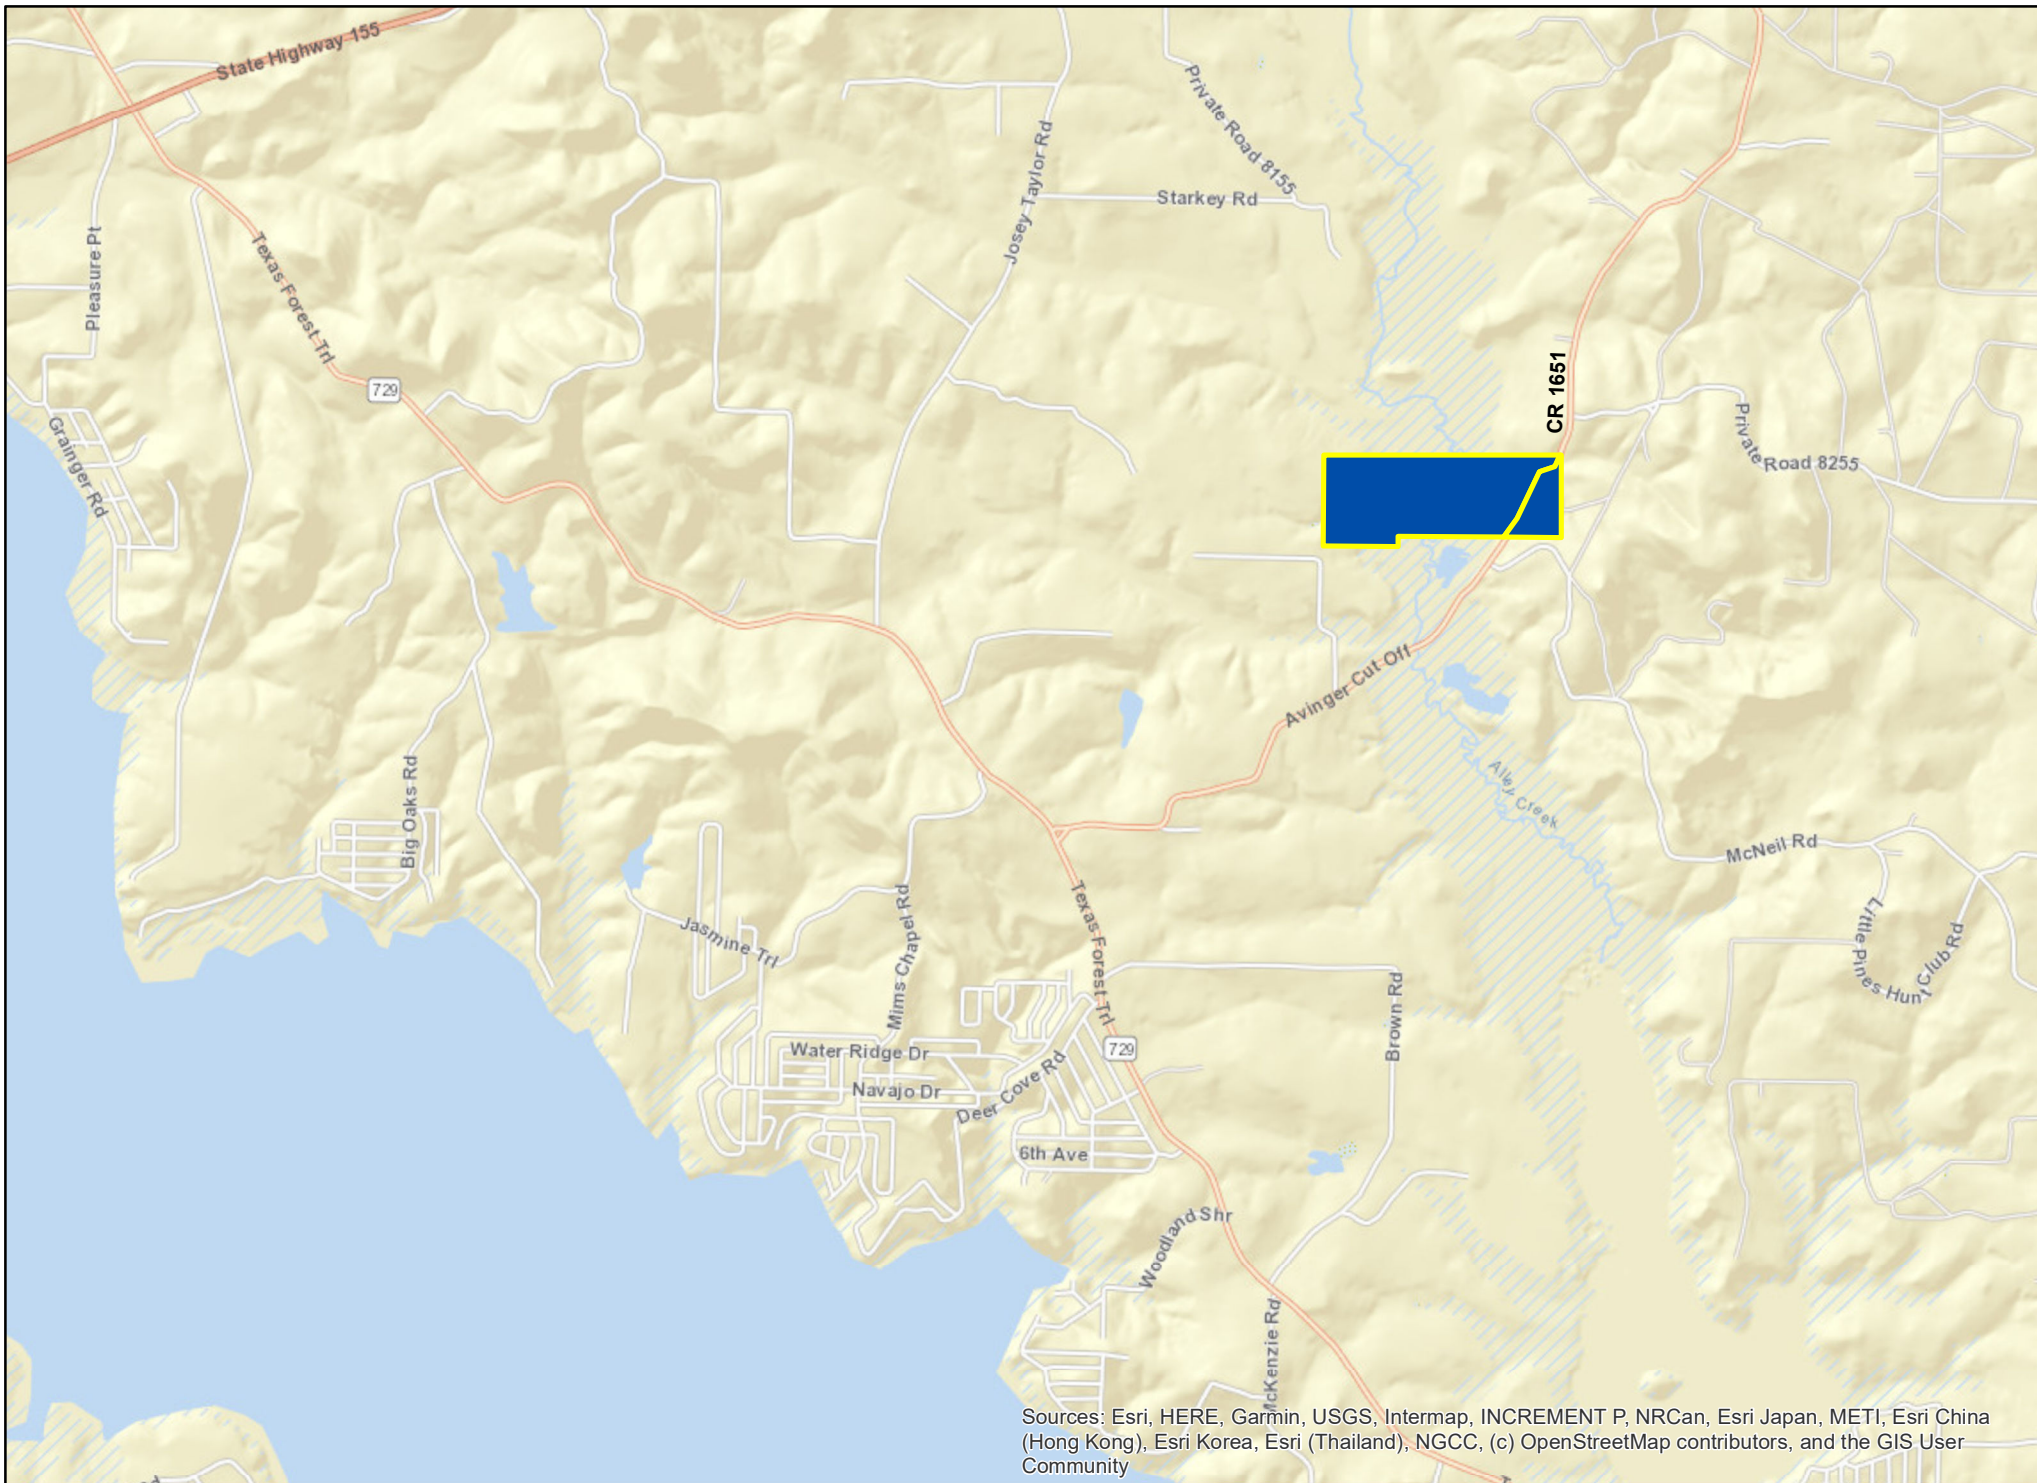 State Highway 155
Private Road 8155
Josey Taylor Rd
Starkey Rd
Pleasure Pt
Texas Forest Trl
CR 1651
729
Grainger Rd
Private
Road 8255
Avinger Cut Off
Alley Creek
Big Oaks Rd
McNeil Rd
Mims Chapel Rd
Jasmine Trl
Texas Forest Trl
Little Pines Hunt Club Rd
Brown Rd
Water Ridge Dr
729
Navajo Dr
Deer Cove Rd
6th Ave
Woodland Shr
McKenzie Rd
Sources: Esri, HERE, Garmin, USGS, Intermap, INCREMENT P, NRCan, Esri Japan, METI, Esri China
(Hong Kong), Esri Korea, Esri (Thailand), NGCC, (c) OpenStreetMap contributors, and the GIS User
Community